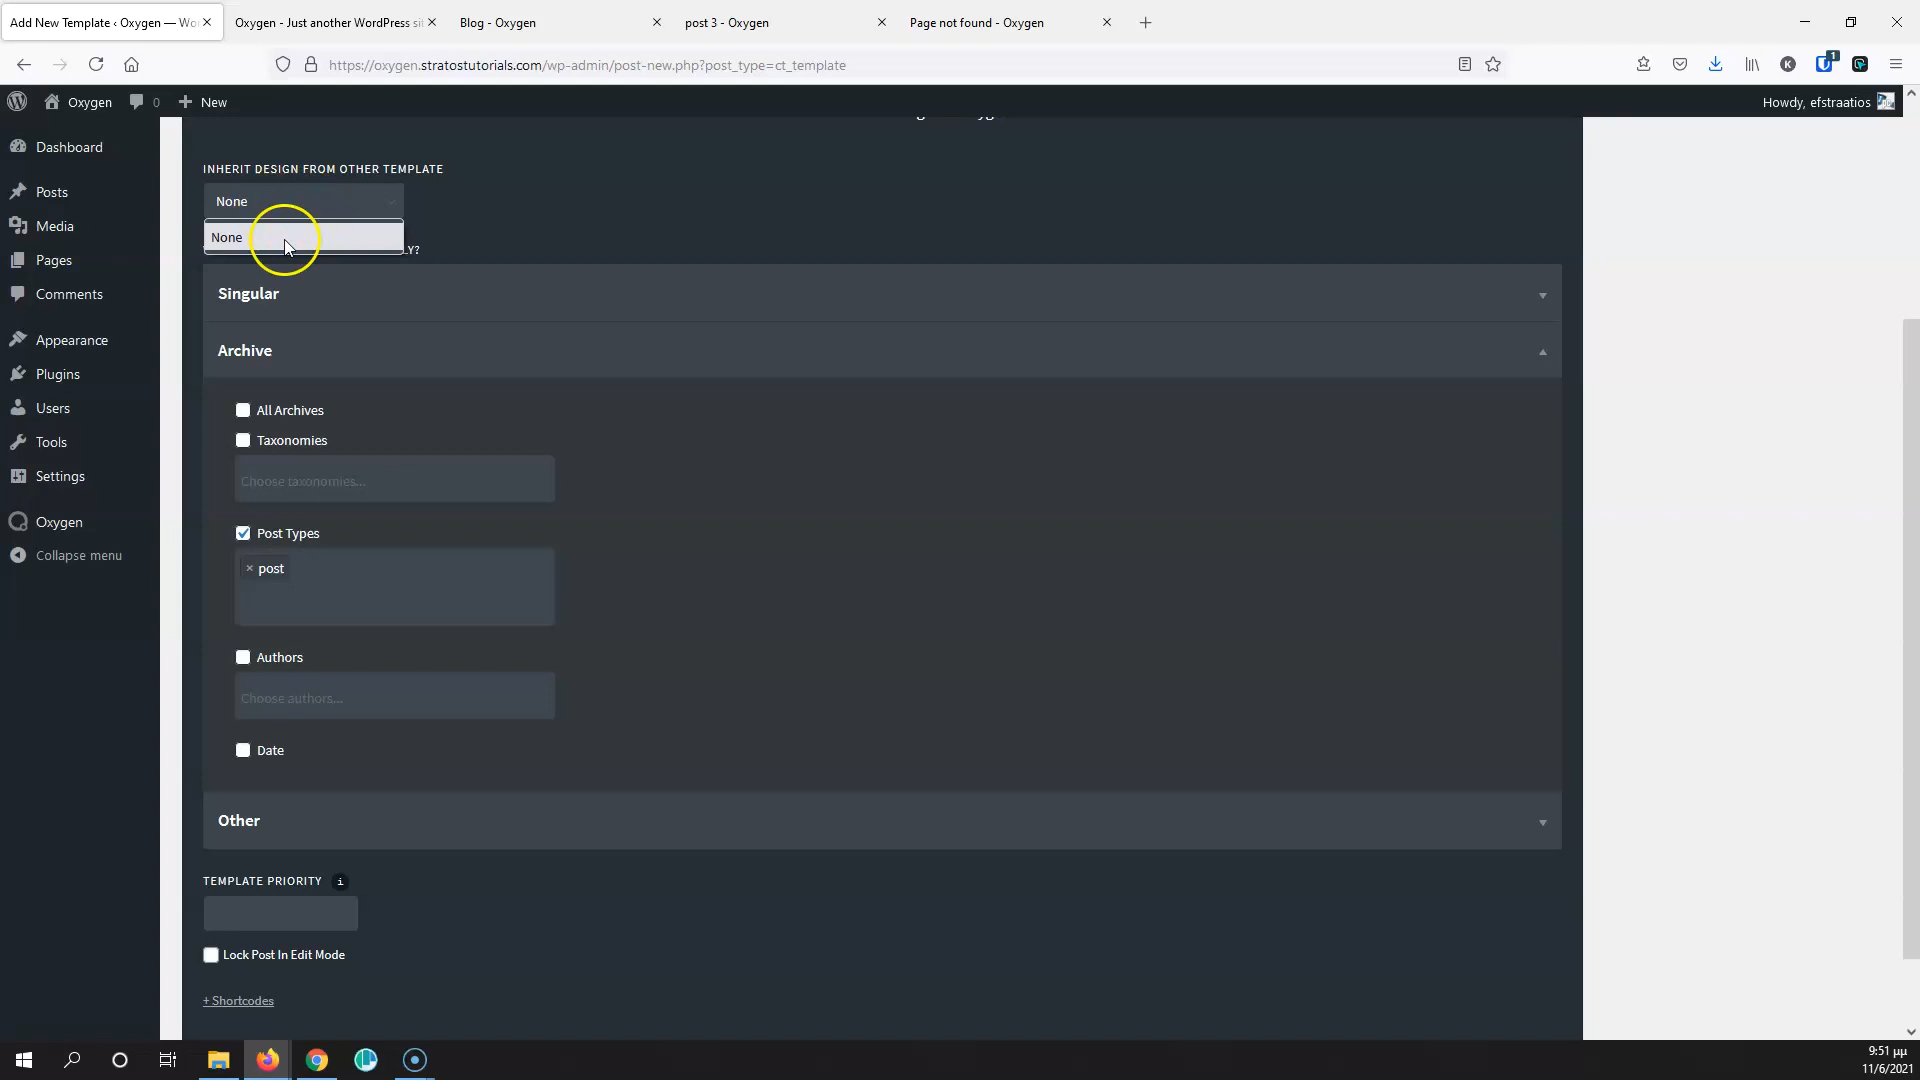 Add New Template ‹ Oxygen — Wo
Oxygen - Just another WordPress si
Blog - Oxygen
post 3 - Oxygen
Page not found - Oxygen
https://oxygen.stratostutorials.com/wp-admin/post-new.php?post_type=ct_template
K
1
Oxygen
0
New
Howdy, efstraatios
Dashboard
Posts
Media
Pages
Comments
Appearance
Plugins
Users
Tools
Settings
Oxygen
Collapse menu
INHERIT DESIGN FROM OTHER TEMPLATE
None
None
Y?
Singular
Archive
All Archives
Taxonomies
Choose taxonomies...
Post Types
× post
Authors
Choose authors...
Date
Other
TEMPLATE PRIORITY i
Lock Post In Edit Mode
+ Shortcodes
9:51 μμ
11/6/2021